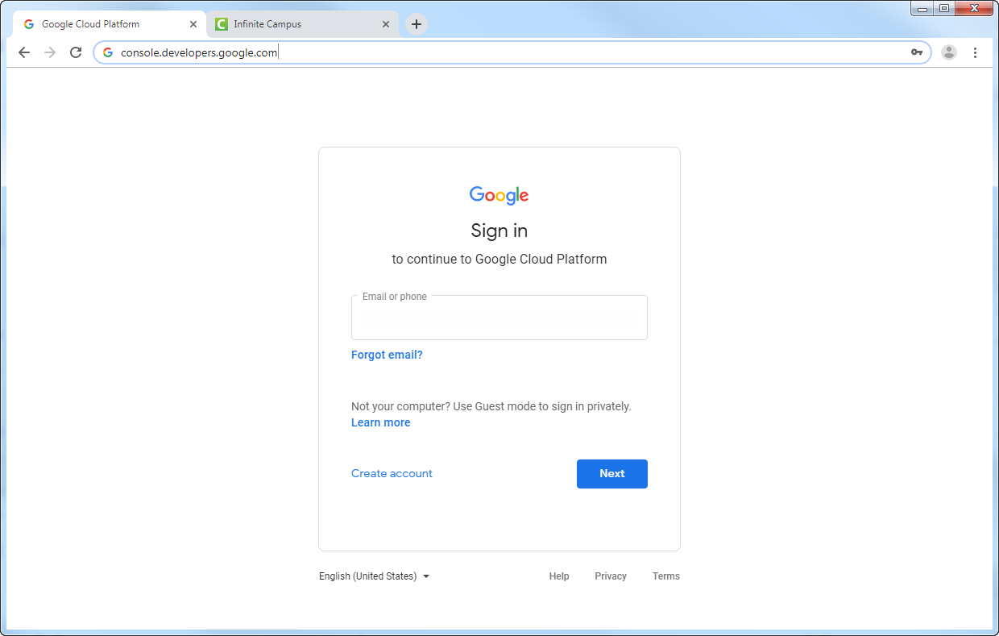 Google Cloud Platform
Infinite Campus
console.developers.google.com
Google
Sign in
to continue to Google Cloud Platform
Email or phone
Forgot email?
Not your computer? Use Guest mode to sign in privately.
Learn more
Create account
Next
English (United States)
Help
Privacy
Terms